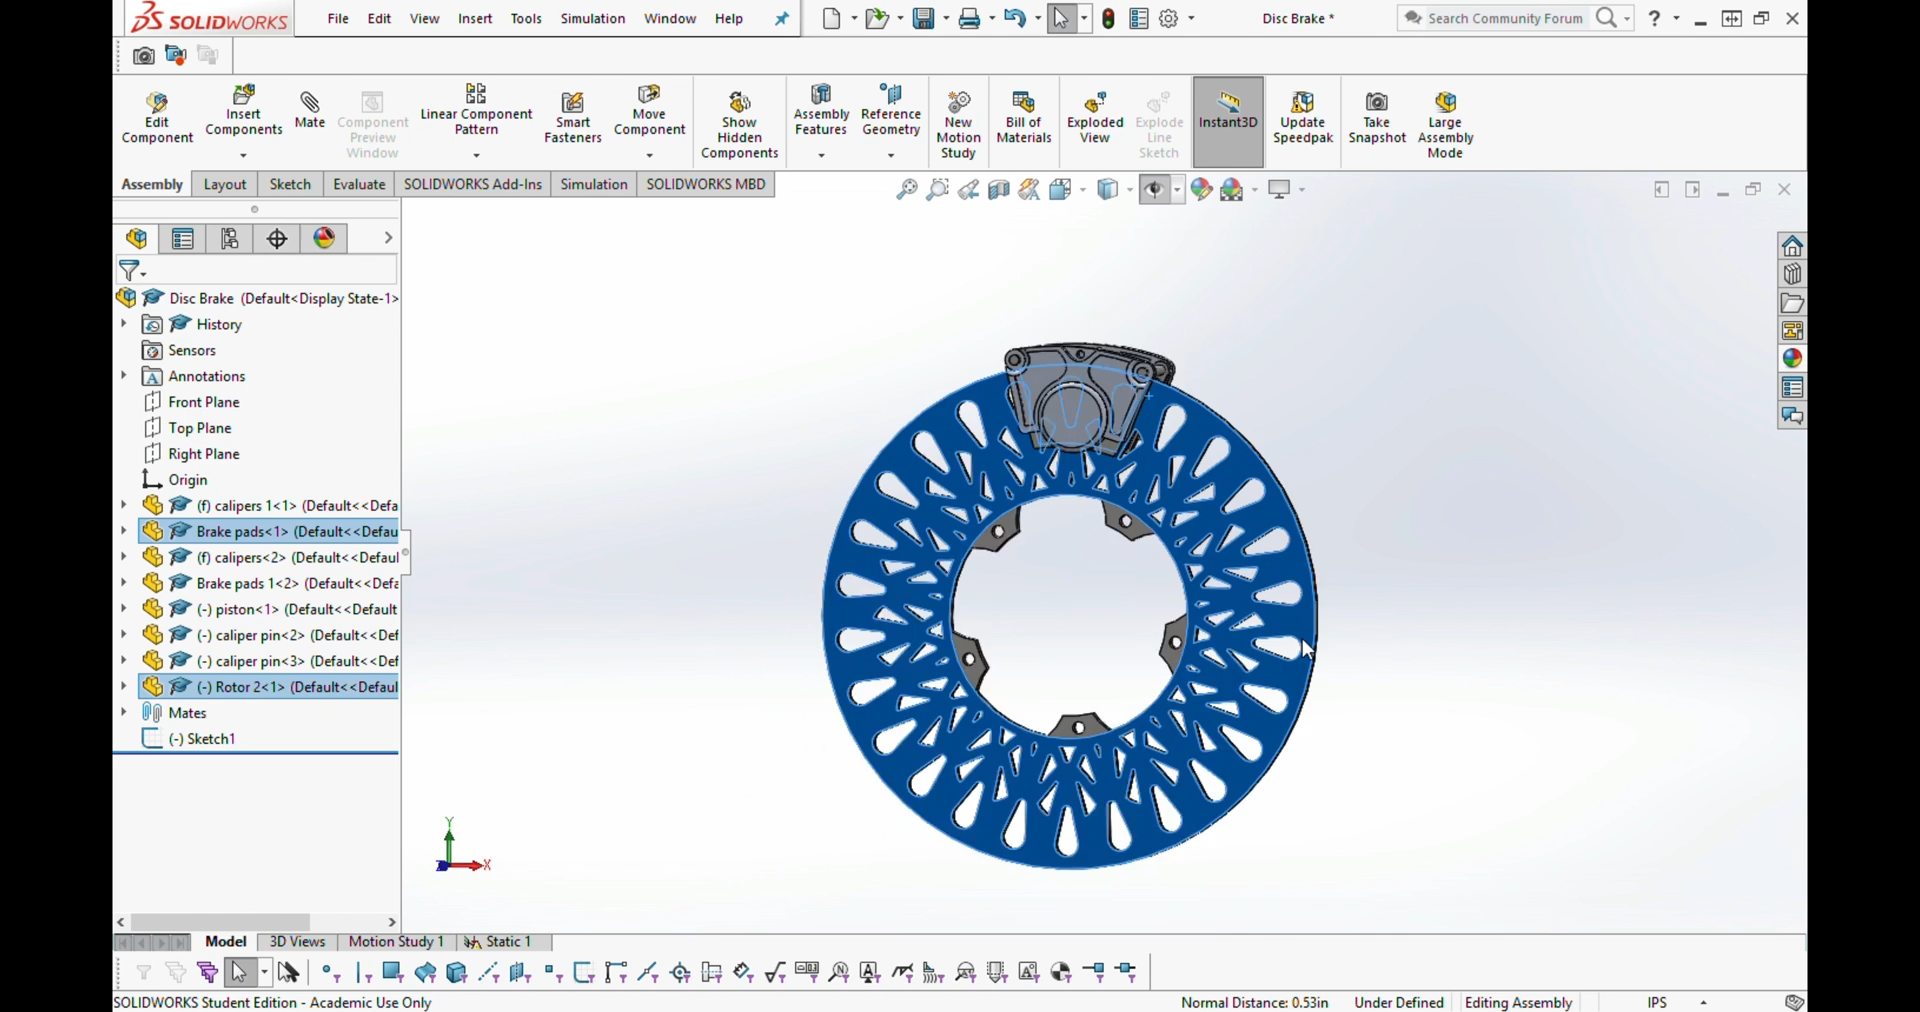 SOLIDWORKS
File Edit View Insert Tools Simulation Window Help
Disc Brake *
Search Community Forum
?
Edit Component
Insert Components
Mate
Component Preview Window
Linear Component Pattern
Smart Fasteners
Move Component
Show Hidden Components
Assembly Features
Reference Geometry
New Motion Study
Bill of Materials
Exploded View
Explode Line Sketch
Instant3D
Update Speedpak
Take Snapshot
Large Assembly Mode
Assembly Layout Sketch Evaluate SOLIDWORKS Add-Ins Simulation SOLIDWORKS MBD
Disc Brake (Default<Display State-1>
History
Sensors
Annotations
Front Plane
Top Plane
Right Plane
Origin
(f) calipers 1<1> (Default<<Defa
Brake pads<1> (Default<<Defau
(f) calipers<2> (Default<<Defaul
Brake pads 1<2> (Default<<Defa
(-) piston<1> (Default<<Default
(-) caliper pin<2> (Default<<Def
(-) caliper pin<3> (Default<<Def
(-) Rotor 2<1> (Default<<Defaul
Mates
(-) Sketch1
Y
X
Model 3D Views Motion Study 1 Static 1
SOLIDWORKS Student Edition - Academic Use Only
Normal Distance: 0.53in Under Defined Editing Assembly IPS